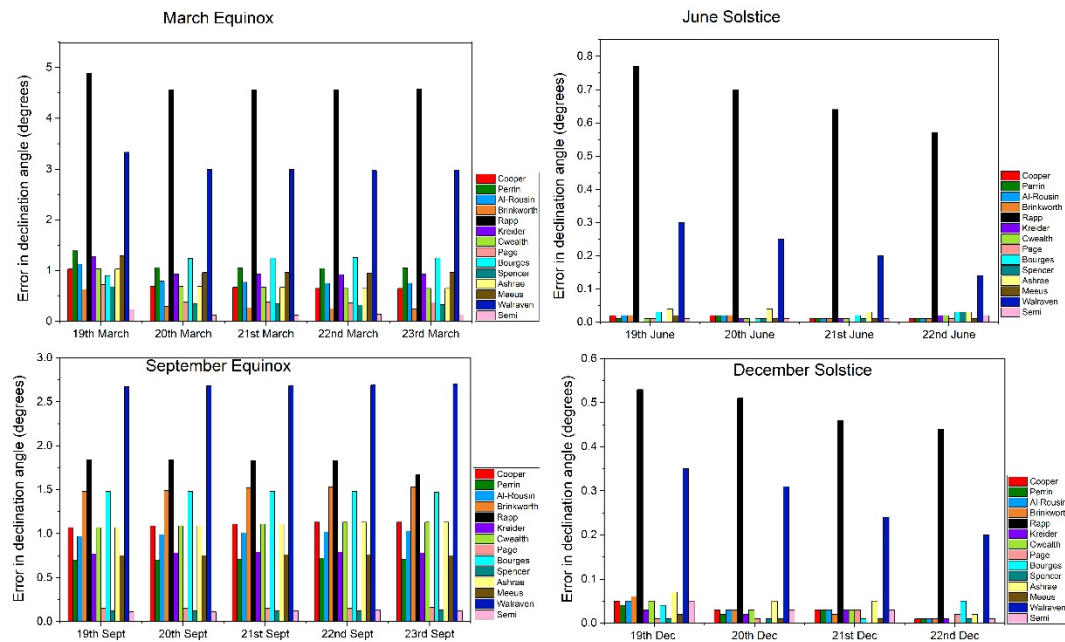 March Equinox
Error in declination angle (degrees)
5
4
3
2
1
0
19th March 20th March 21st March 22nd March 23rd March
Cooper
Perrin
Al-Rousin
Brinkworth
Rapp
Kreider
Cwealth
Page
Bourges
Spencer
Ashrae
Meeus
Walraven
Semi
June Solstice
Error in declination angle (degrees)
0.8
0.7
0.6
0.5
0.4
0.3
0.2
0.1
0.0
19th June 20th June 21st June 22nd June
Cooper
Perrin
Al-Rousin
Brinkworth
Rapp
Kreider
Cwealth
Page
Bourges
Spencer
Ashrae
Meeus
Walraven
Semi
September Equinox
Error in declination angle (degrees)
3.0
2.5
2.0
1.5
1.0
0.5
0.0
19th Sept 20th Sept 21st Sept 22nd Sept 23rd Sept
Cooper
Perrin
Al-Rousin
Brinkworth
Rapp
Kreider
Cwealth
Page
Bourges
Spencer
Ashrae
Meeus
Walraven
Semi
December Solstice
Error in declination angle (degrees)
0.6
0.5
0.4
0.3
0.2
0.1
0.0
19th Dec 20th Dec 21st Dec 22nd Dec
Cooper
Perrin
Al-Rousin
Brinkwort
Rapp
Kreider
Cwealth
Page
Bourges
Spencer
Ashrae
Meeus
Walraven
Semi